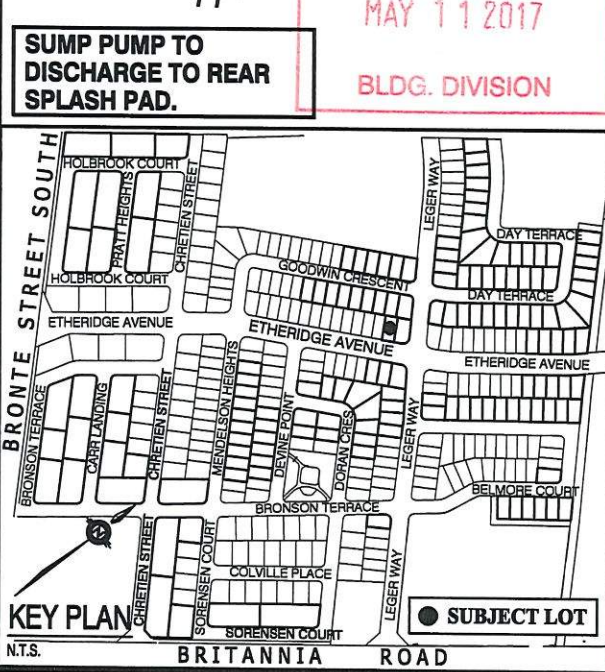 MAY 11 2017
SUMP PUMP TO
DISCHARGE TO REAR
SPLASH PAD.
BLDG. DIVISION
HOLBROOK COURT
BRONTE STREET SOUTH
PRATT HEIGHTS
CHRETIEN STREET
LEGER WAY
DAY TERRACE
GOODWIN CRESCENT
HOLBROOK COURT
DAY TERRACE
ETHERIDGE AVENUE
ETHERIDGE AVENUE
ETHERIDGE AVENUE
BRONSON TERRACE
CARR LANDING
CHRETIEN STREET
MENDELSON HEIGHTS
DEVINE POINT
DORAN CRES.
LEGER WAY
BELMORE COURT
BRONSON TERRACE
N
CHRETIEN STREET
SORENSEN COURT
COLVILLE PLACE
LEGER WAY
KEY PLAN
SUBJECT LOT
SORENSEN COURT
N.T.S.
BRITANNIA ROAD